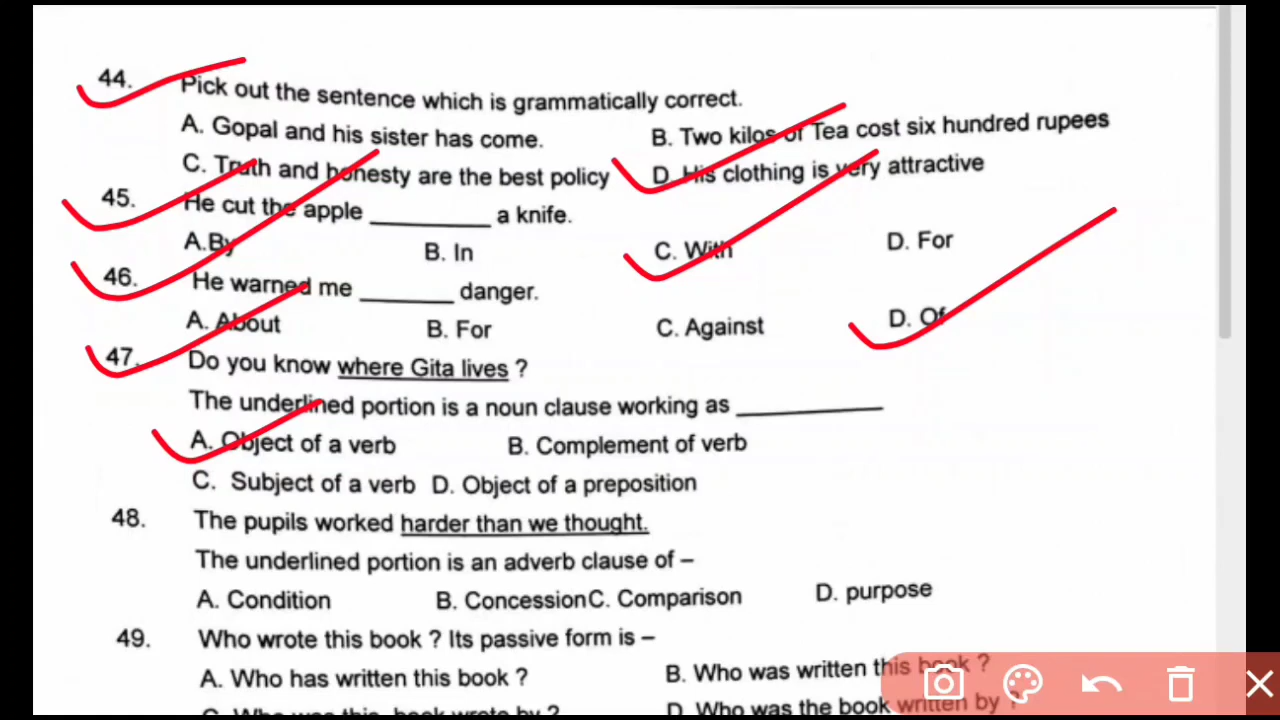 44. Pick out the sentence which is grammatically correct.
A. Gopal and his sister has come. B. Two kilos of Tea cost six hundred rupees
C. Truth and honesty are the best policy D. His clothing is very attractive
45. He cut the apple __________ a knife.
A.By B. In C. With D. For
46. He warned me ________ danger.
A. About B. For C. Against D. Of
47. Do you know where Gita lives ?
The underlined portion is a noun clause working as ____________
A. Object of a verb B. Complement of verb
C. Subject of a verb D. Object of a preposition
48. The pupils worked harder than we thought.
The underlined portion is an adverb clause of –
A. Condition B. Concession C. Comparison D. purpose
49. Who wrote this book ? Its passive form is –
A. Who has written this book ? B. Who was written this book ?
C. Who was this book wrote by ? D. Who was the book written by ?